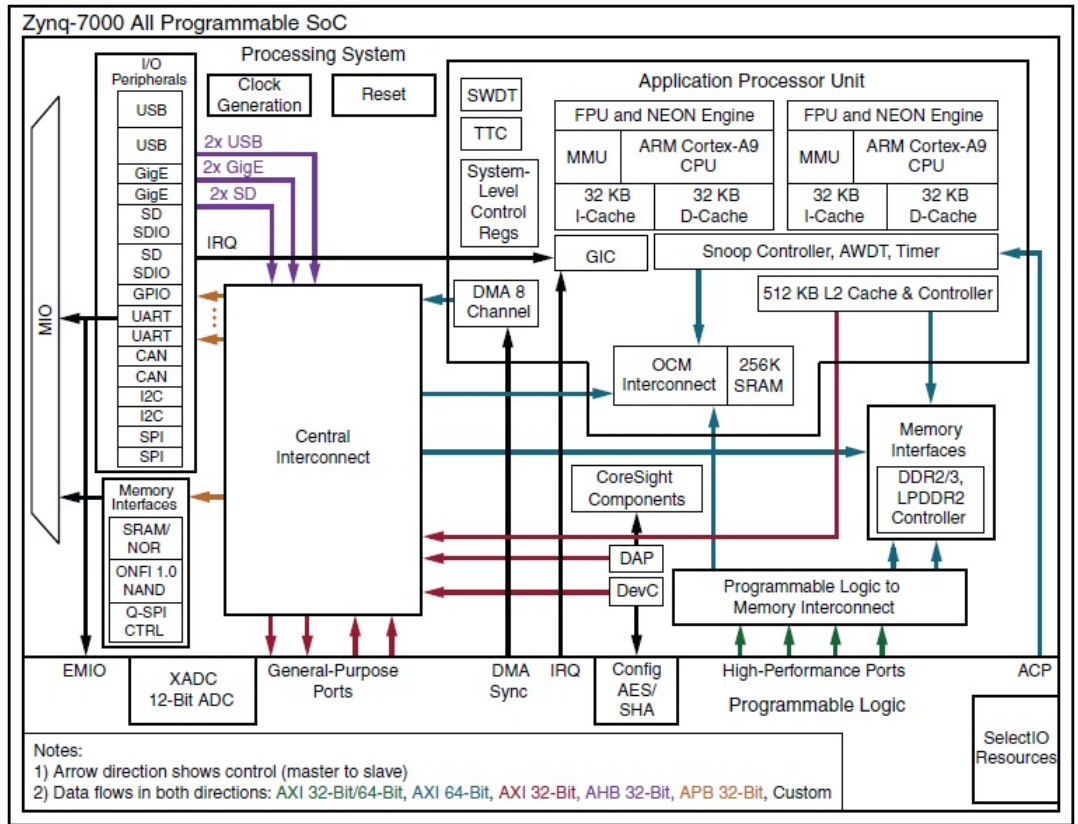 Zynq-7000 All Programmable SoC
Processing System
I/O
Peripherals
USB
USB
GigE
GigE
SD
SDIO
SD
SDIO
GPIO
UART
UART
CAN
CAN
I2C
I2C
SPI
SPI
MIO
Memory
Interfaces
SRAM/
NOR
ONFI 1.0
NAND
Q-SPI
CTRL
Clock
Generation
Reset
2x USB
2x GigE
2x SD
IRQ
Central
Interconnect
Application Processor Unit
SWDT
TTC
System-
Level
Control
Regs
FPU and NEON Engine
MMU
ARM Cortex-A9
CPU
32 KB
I-Cache
32 KB
D-Cache
FPU and NEON Engine
MMU
ARM Cortex-A9
CPU
32 KB
I-Cache
32 KB
D-Cache
GIC
Snoop Controller, AWDT, Timer
DMA 8
Channel
512 KB L2 Cache & Controller
OCM
Interconnect
256K
SRAM
Memory
Interfaces
DDR2/3,
LPDDR2
Controller
CoreSight
Components
DAP
DevC
Programmable Logic to
Memory Interconnect
EMIO
XADC
12-Bit ADC
General-Purpose
Ports
DMA
Sync
IRQ
Config
AES/
SHA
High-Performance Ports
ACP
Programmable Logic
SelectIO
Resources
Notes:
1) Arrow direction shows control (master to slave)
2) Data flows in both directions: AXI 32-Bit/64-Bit, AXI 64-Bit, AXI 32-Bit, AHB 32-Bit, APB 32-Bit, Custom